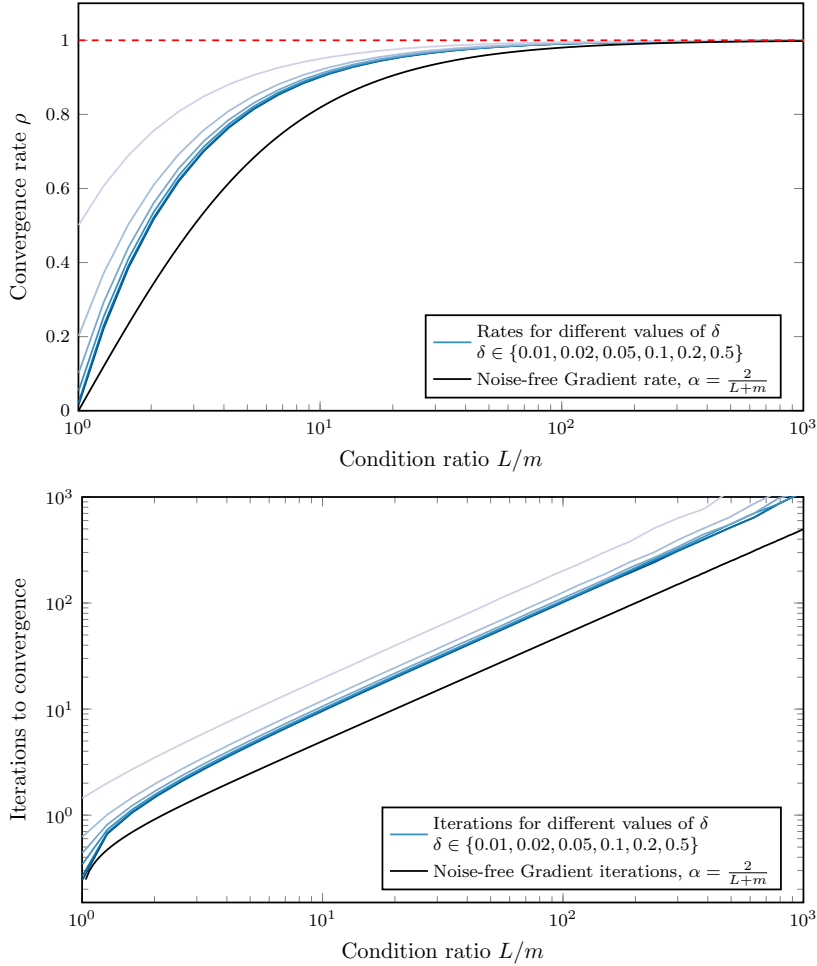 1
0.8
0.6
0.4
0.2
0
Convergence rate ρ
Rates for different values of δ
δ ∈ {0.01, 0.02, 0.05, 0.1, 0.2, 0.5}
Noise-free Gradient rate, α = 2/(L+m)
10^0
10^1
10^2
10^3
Condition ratio L/m
10^3
10^2
10^1
10^0
Iterations to convergence
Iterations for different values of δ
δ ∈ {0.01, 0.02, 0.05, 0.1, 0.2, 0.5}
Noise-free Gradient iterations, α = 2/(L+m)
10^0
10^1
10^2
10^3
Condition ratio L/m